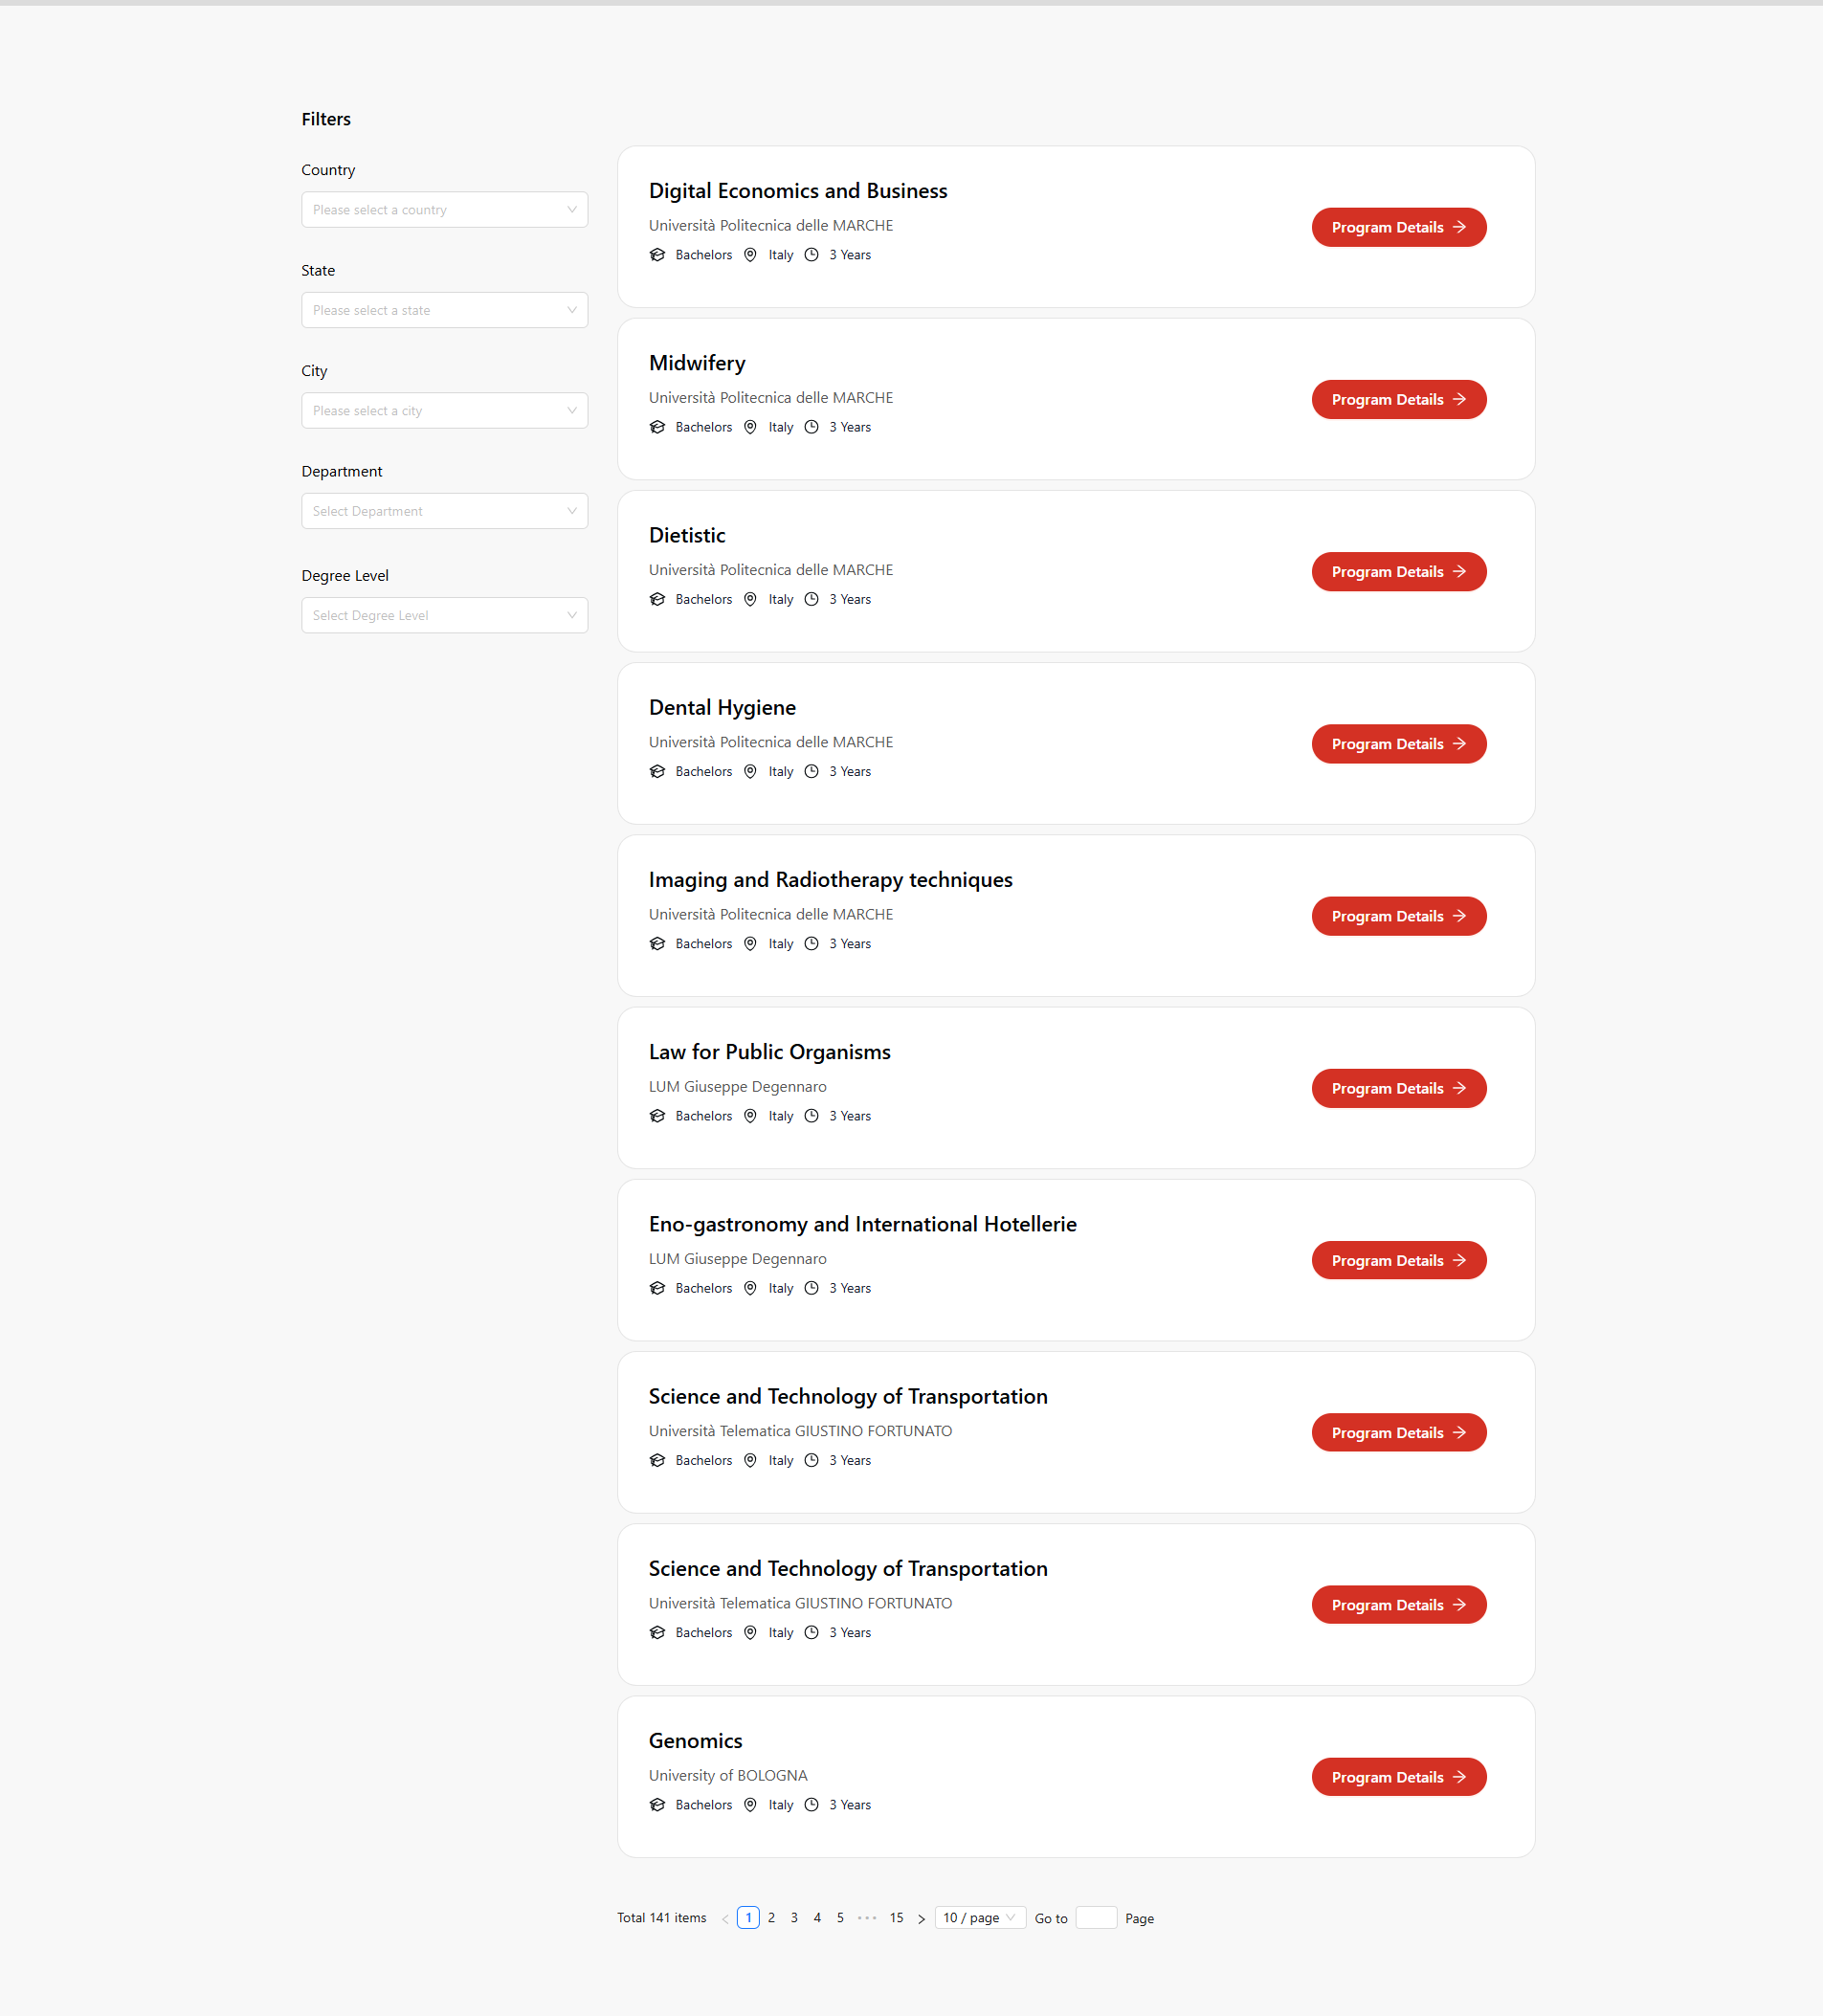 Filters
Country
Please select a country
State
Please select a state
City
Please select a city
Department
Select Department
Degree Level
Select Degree Level
Digital Economics and Business
Università Politecnica delle MARCHE
Bachelors Italy 3 Years
Program Details
Midwifery
Università Politecnica delle MARCHE
Bachelors Italy 3 Years
Program Details
Dietistic
Università Politecnica delle MARCHE
Bachelors Italy 3 Years
Program Details
Dental Hygiene
Università Politecnica delle MARCHE
Bachelors Italy 3 Years
Program Details
Imaging and Radiotherapy techniques
Università Politecnica delle MARCHE
Bachelors Italy 3 Years
Program Details
Law for Public Organisms
LUM Giuseppe Degennaro
Bachelors Italy 3 Years
Program Details
Eno-gastronomy and International Hotellerie
LUM Giuseppe Degennaro
Bachelors Italy 3 Years
Program Details
Science and Technology of Transportation
Università Telematica GIUSTINO FORTUNATO
Bachelors Italy 3 Years
Program Details
Science and Technology of Transportation
Università Telematica GIUSTINO FORTUNATO
Bachelors Italy 3 Years
Program Details
Genomics
University of BOLOGNA
Bachelors Italy 3 Years
Program Details
Total 141 items < 1 2 3 4 5 ••• 15 > 10 / page Go to Page